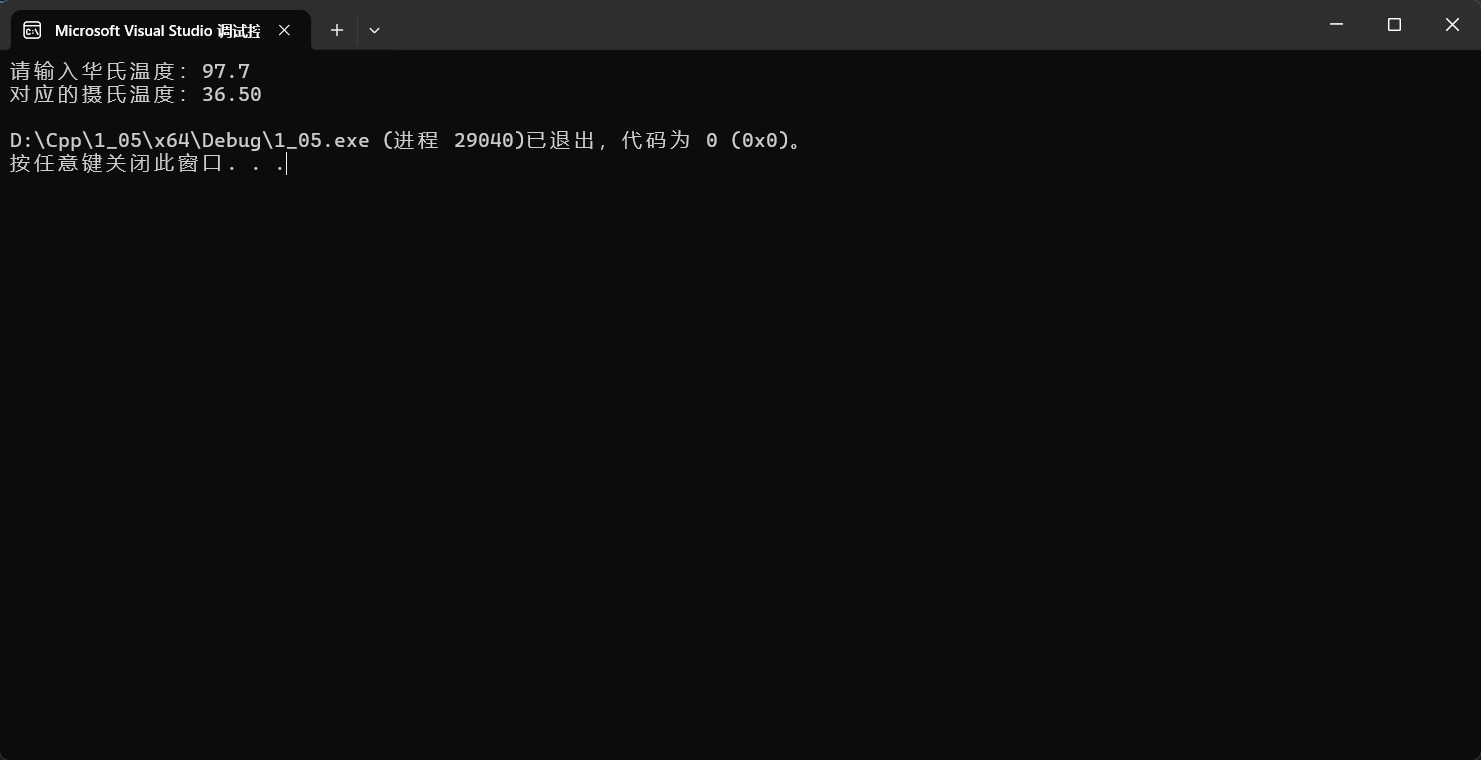 Microsoft Visual Studio 调试控
请输入华氏温度：97.7
对应的摄氏温度：36.50
D:\Cpp\1_05\x64\Debug\1_05.exe (进程 29040)已退出，代码为 0 (0x0)。
按任意键关闭此窗口. . .